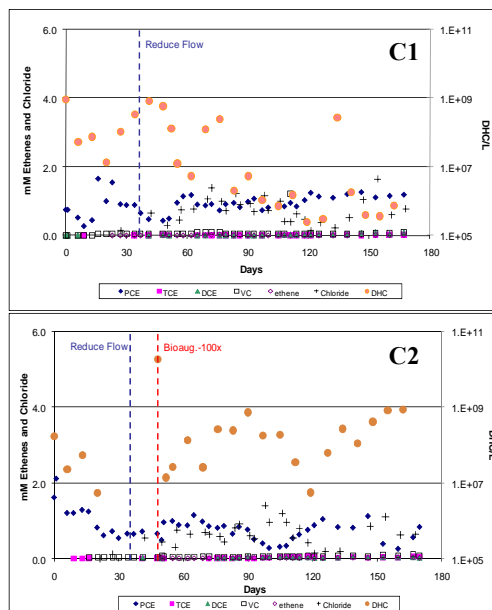 C1
Reduce Flow
6.0
4.0
2.0
0.0
mM Ethenes and Chloride
1.E+11
1.E+09
1.E+07
1.E+05
DHC/L
0 30 60 90 120 150 180
Days
PCE TCE DCE VC ethene Chloride DHC
C2
Reduce Flow Bioaug.-100x
6.0
4.0
2.0
0.0
mM Ethenes and Chloride
1.E+11
1.E+09
1.E+07
1.E+05
DHC/L
0 30 60 90 120 150 180
Days
PCE TCE DCE VC ethene Chloride DHC